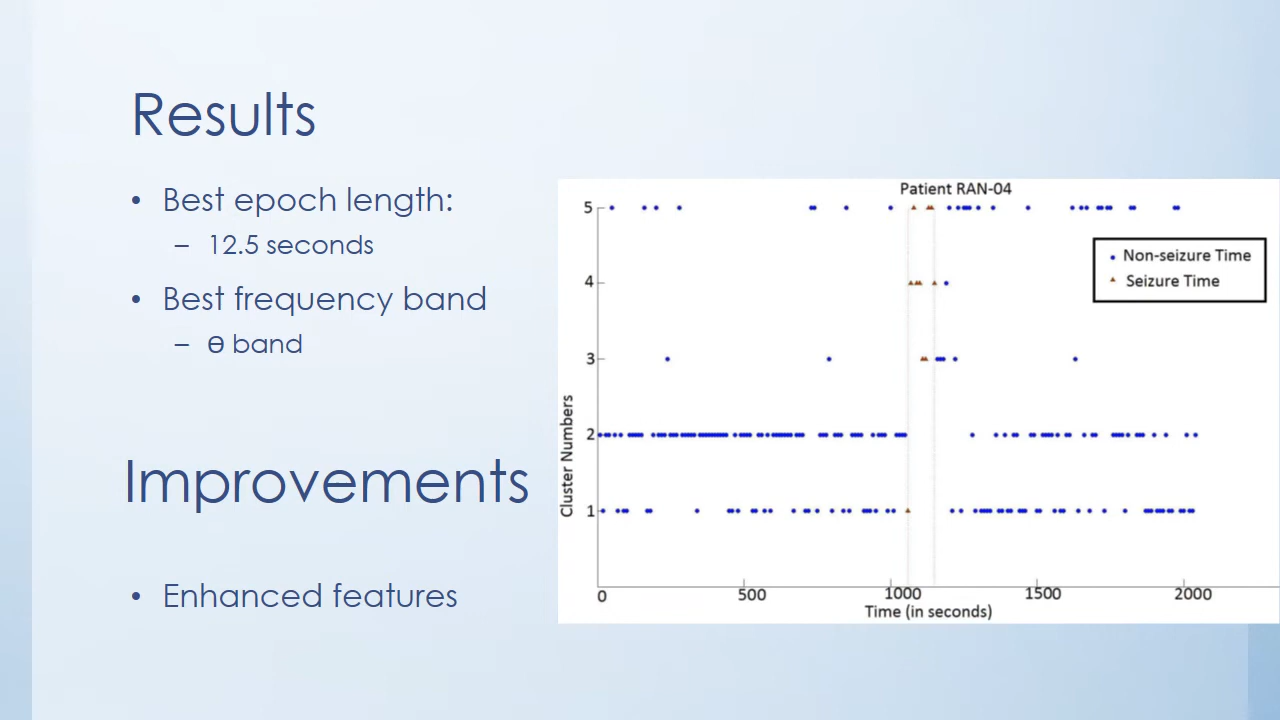 Results
• Best epoch length:
– 12.5 seconds
• Best frequency band
– ϴ band
Improvements
• Enhanced features
Patient RAN-04
5
4
3
2
1
Cluster Numbers
Non-seizure Time
Seizure Time
0 500 1000 1500 2000
Time (in seconds)